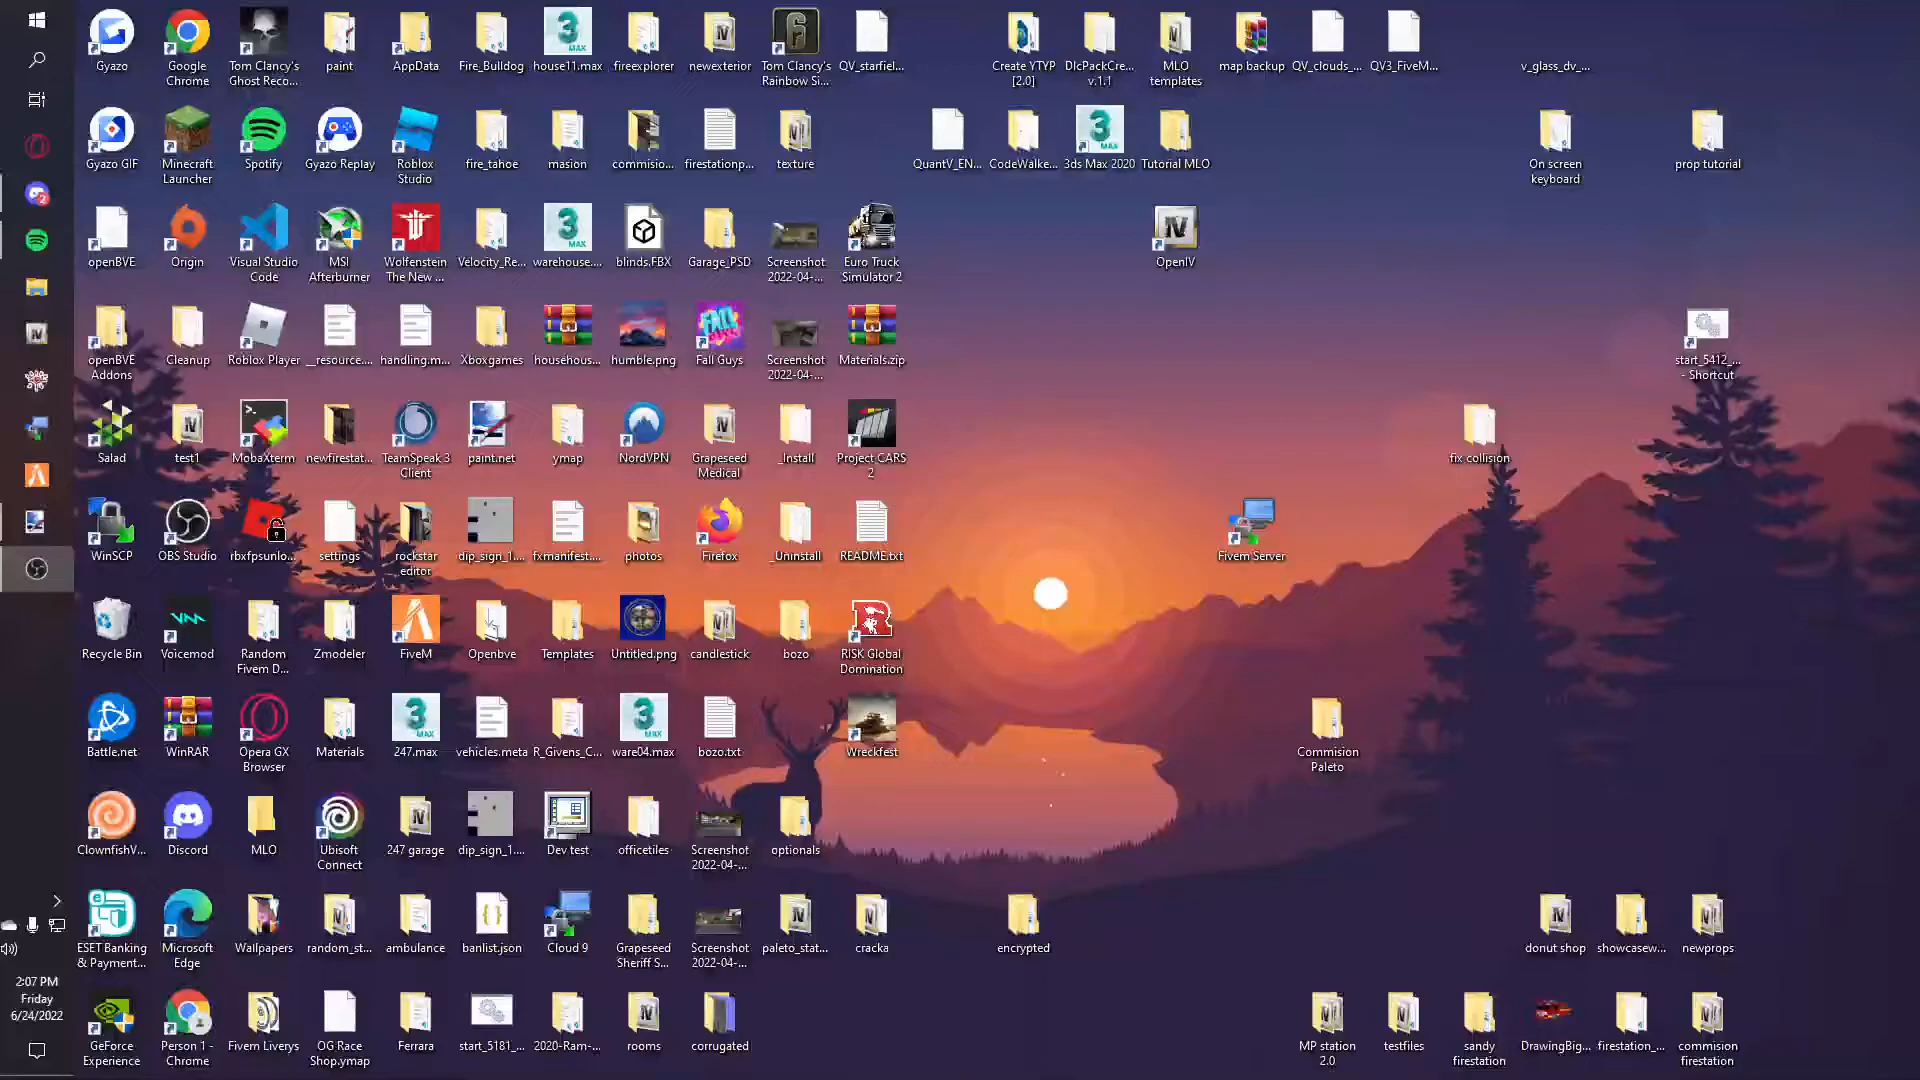 Gyazo
Google
Chrome
Tom Clancy's
Ghost Reco...
paint
AppData
Fire_Bulldog
house11.max
fireexplorer
newexterior
Tom Clancy's
Rainbow Si...
QV_starfiel...
Create YTYP
[2.0]
DlcPackCre...
v.1.1
MLO
templates
map backup
QV_clouds_...
QV3_FiveM...
v_glass_dv_...
Gyazo GIF
Minecraft
Launcher
Spotify
Gyazo Replay
Roblox
Studio
fire_tahoe
masion
commisio...
firestationp...
texture
QuantV_EN...
CodeWalke...
3ds Max 2020
Tutorial MLO
On screen
keyboard
prop tutorial
openBVE
Origin
Visual Studio
Code
MSI
Afterburner
Wolfenstein
The New ...
Velocity_Re...
warehouse....
blinds.FBX
Garage_PSD
Screenshot
2022-04-...
Euro Truck
Simulator 2
OpenIV
openBVE
Addons
Cleanup
Roblox Player
__resource....
handling.m...
Xboxgames
househous...
humble.png
Fall Guys
Screenshot
2022-04-...
Materials.zip
start_5412_...
- Shortcut
Salad
test1
MobaXterm
newfirestat...
TeamSpeak 3
Client
paint.net
ymap
NordVPN
Grapeseed
Medical
_Install
Project CARS
2
fix collision
WinSCP
OBS Studio
rbxfpsunlo...
settings
rockstar
editor
dip_sign_1....
fxmanifest....
photos
Firefox
_Uninstall
README.txt
Fivem Server
Recycle Bin
Voicemod
Random
Fivem D...
Zmodeler
FiveM
Openbve
Templates
Untitled.png
candlestick
bozo
RISK Global
Domination
Battle.net
WinRAR
Opera GX
Browser
Materials
247.max
vehicles.meta
R_Givens_C...
ware04.max
bozo.txt
Wreckfest
Commision
Paleto
ClownfishV...
Discord
MLO
Ubisoft
Connect
247 garage
dip_sign_1....
Dev test
officetiles
Screenshot
2022-04-...
optionals
ESET Banking
& Payment...
Microsoft
Edge
Wallpapers
random_st...
ambulance
banlist.json
Cloud 9
Grapeseed
Sheriff S...
Screenshot
2022-04-...
paleto_stat...
cracka
encrypted
donut shop
showcasew...
newprops
2:07 PM
Friday
6/24/2022
GeForce
Experience
Person 1 -
Chrome
Fivem Liverys
OG Race
Shop.ymap
Ferrara
start_5181_...
2020-Ram-...
rooms
corrugated
MP station
2.0
testfiles
sandy
firestation
DrawingBig...
firestation_...
commision
firestation